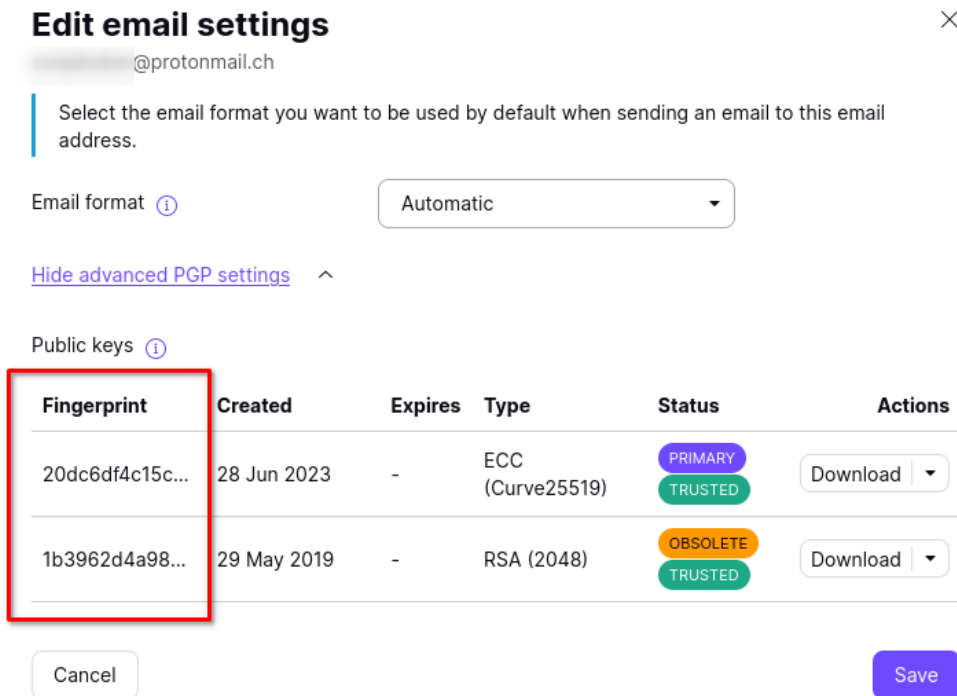 Edit email settings
@protonmail.ch
Select the email format you want to be used by default when sending an email to this email
address.
Email format
Automatic
Hide advanced PGP settings
Public keys
Fingerprint Created Expires Type Status Actions
20dc6df4c15c... 28 Jun 2023 - ECC (Curve25519) PRIMARY TRUSTED Download
1b3962d4a98... 29 May 2019 - RSA (2048) OBSOLETE TRUSTED Download
Cancel Save